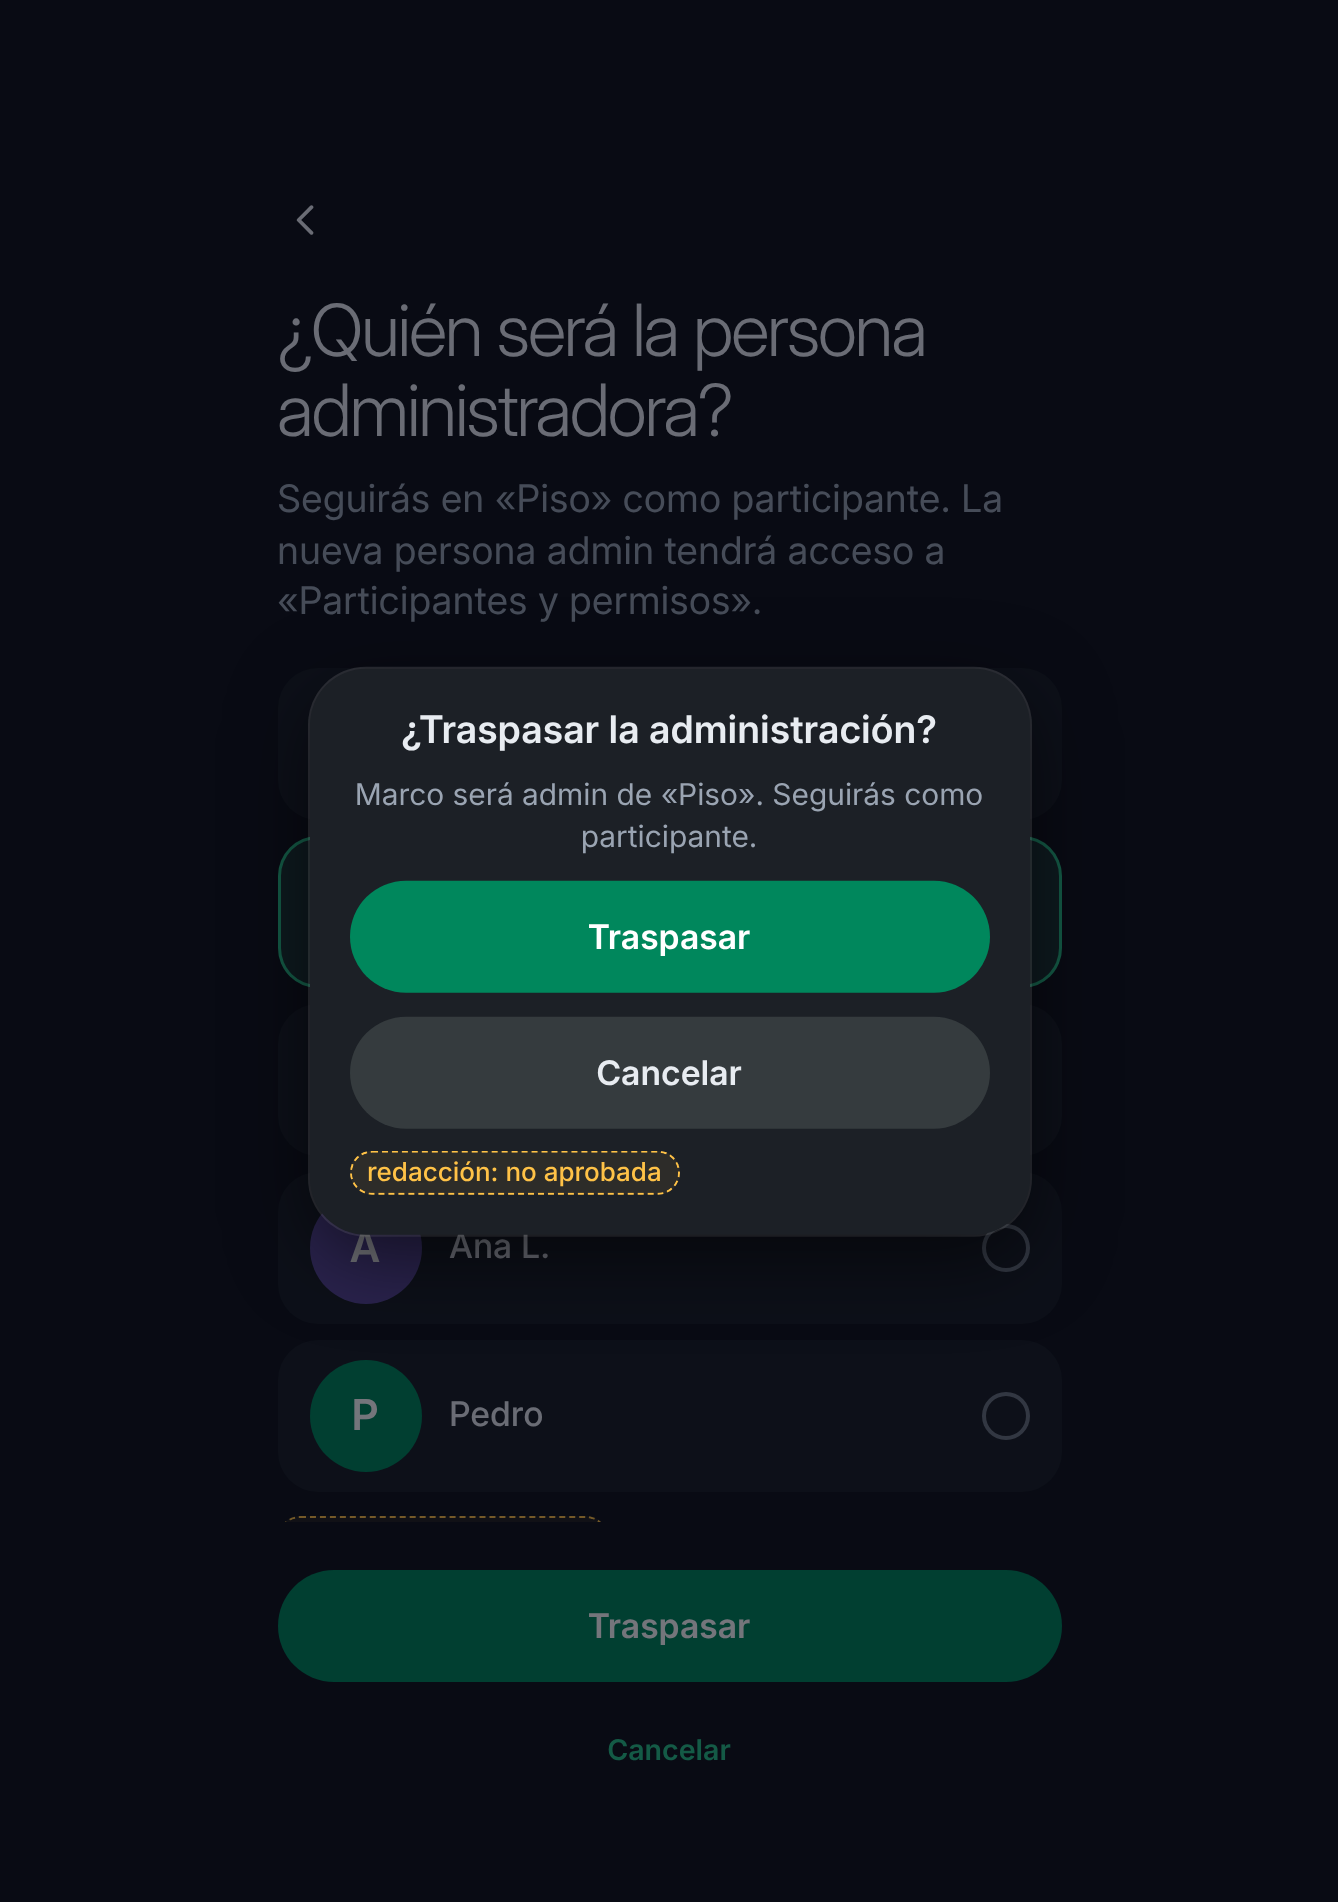 ¿Quién será la persona
administradora?
Seguirás en «Piso» como participante. La
nueva persona admin tendrá acceso a
«Participantes y permisos».
¿Traspasar la administración?
Marco será admin de «Piso». Seguirás como
participante.
Traspasar
Cancelar
redacción: no aprobada
A
Ana L.
P
Pedro
Traspasar
Cancelar